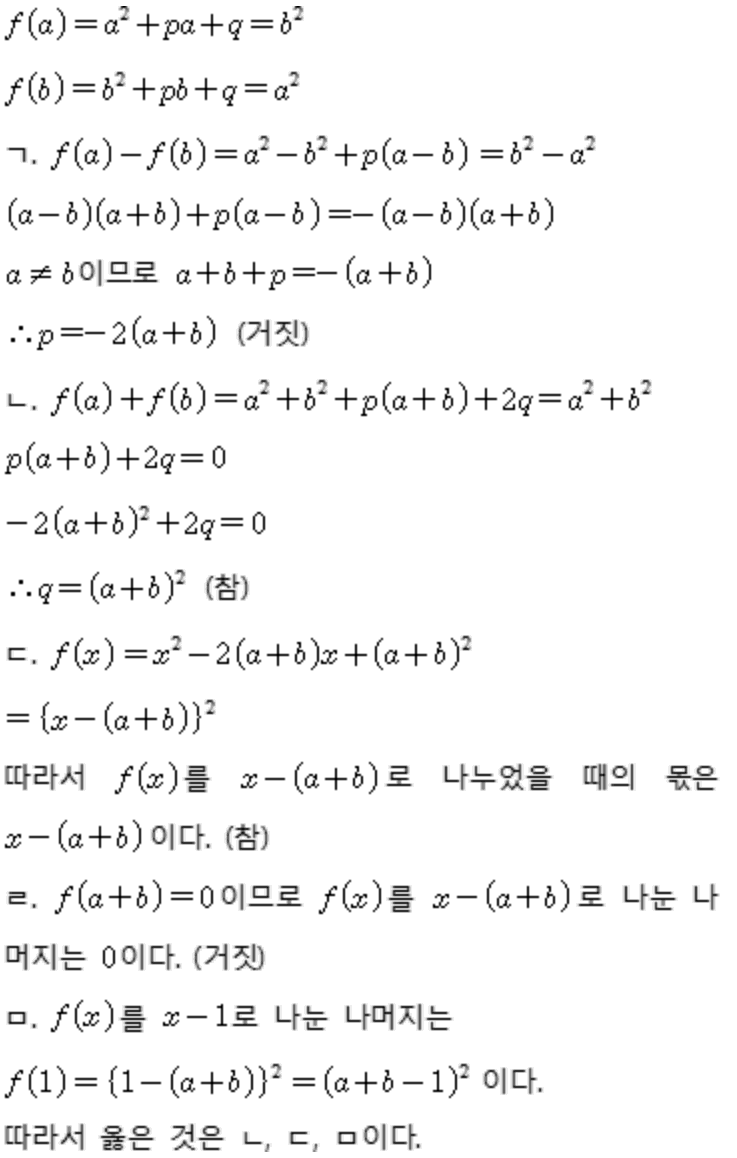 f(a)=a²+pa+q=b²
f(b)=b²+pb+q=a²
ㄱ. f(a)−f(b)=a²−b²+p(a−b)=b²−a²
(a−b)(a+b)+p(a−b)=−(a−b)(a+b)
a≠b이므로 a+b+p=−(a+b)
∴p=−2(a+b) (거짓)
ㄴ. f(a)+f(b)=a²+b²+p(a+b)+2q=a²+b²
p(a+b)+2q=0
−2(a+b)²+2q=0
∴q=(a+b)² (참)
ㄷ. f(x)=x²−2(a+b)x+(a+b)²
={x−(a+b)}²
따라서 f(x)를 x−(a+b)로 나누었을 때의 몫은
x−(a+b)이다. (참)
ㄹ. f(a+b)=0이므로 f(x)를 x−(a+b)로 나눈 나
머지는 0이다. (거짓)
ㅁ. f(x)를 x−1로 나눈 나머지는
f(1)={1−(a+b)}²=(a+b−1)² 이다.
따라서 옳은 것은 ㄴ, ㄷ, ㅁ이다.